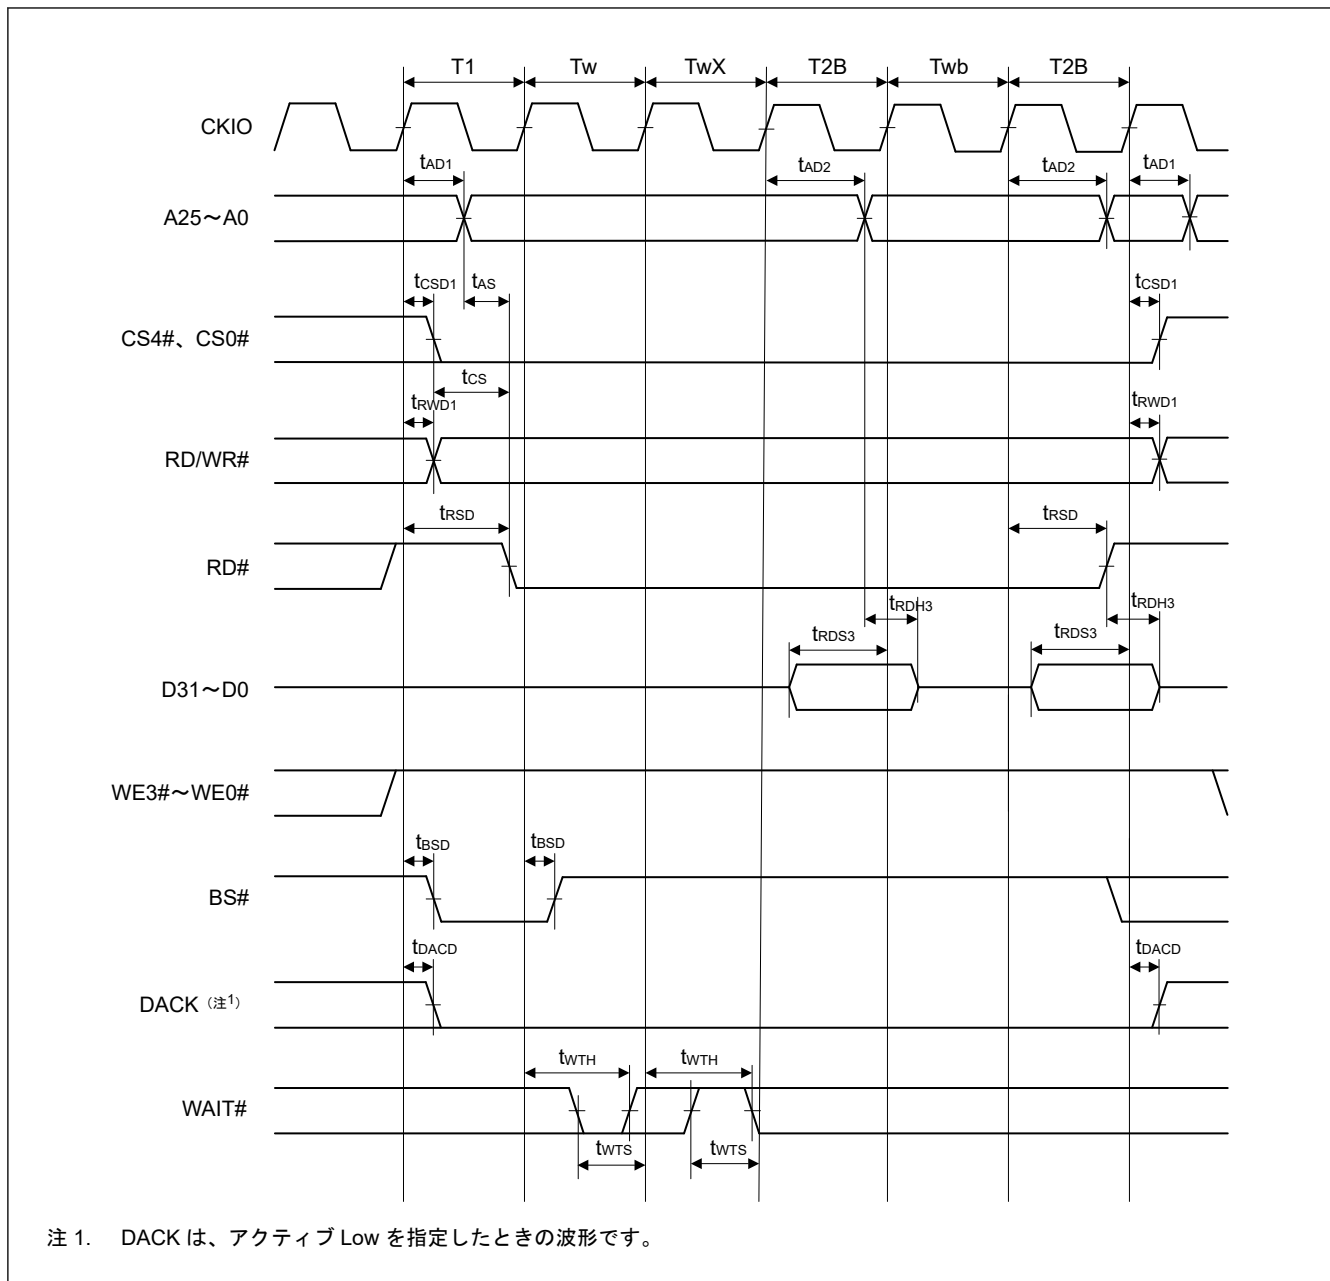 T1 Tw TwX T2B Twb T2B
CKIO
tAD1 tAD2 tAD2 tAD1
A25～A0
tCSD1 tAS tCSD1
CS4#、CS0#
tCS
tRWD1 tRWD1
RD/WR#
tRSD tRSD
RD#
tRDH3 tRDH3
tRDS3 tRDS3
D31～D0
WE3#～WE0#
tBSD tBSD
BS#
tDACD tDACD
DACK（注1）
tWTH tWTH
WAIT#
tWTS tWTS
注 1. DACK は、アクティブ Low を指定したときの波形です。